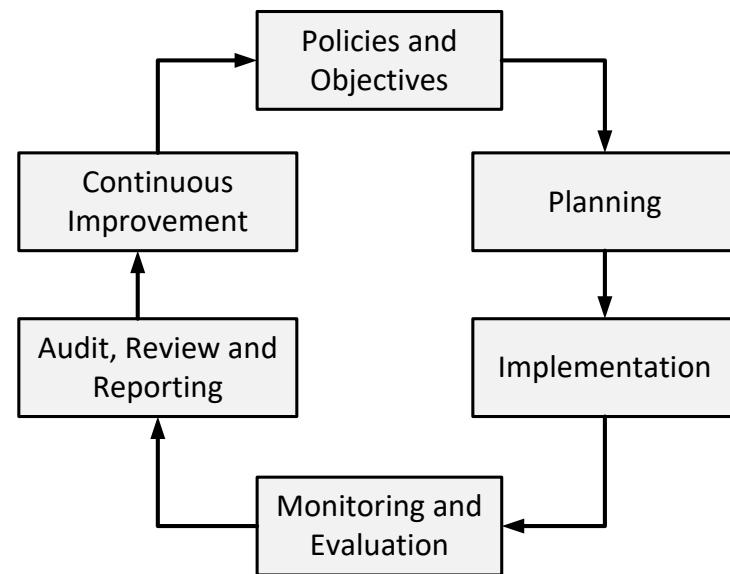 Policies and
Objectives
Planning
Implementation
Monitoring and
Evaluation
Audit, Review and
Reporting
Continuous
Improvement